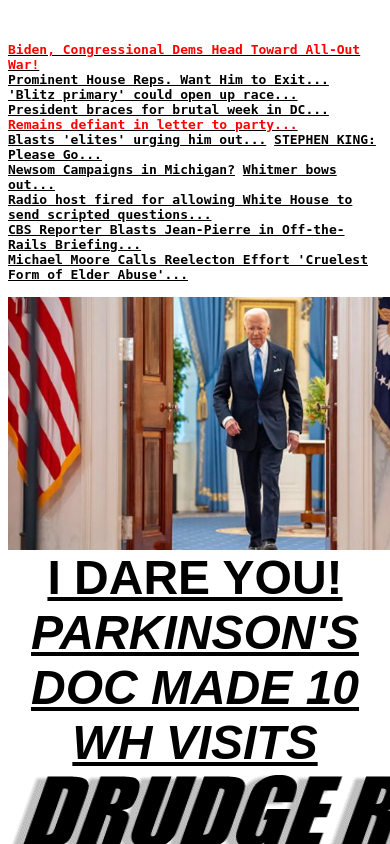 Biden, Congressional Dems Head Toward All-Out
War!
Prominent House Reps. Want Him to Exit...
'Blitz primary' could open up race...
President braces for brutal week in DC...
Remains defiant in letter to party...
Blasts 'elites' urging him out... STEPHEN KING:
Please Go...
Newsom Campaigns in Michigan? Whitmer bows
out...
Radio host fired for allowing White House to
send scripted questions...
CBS Reporter Blasts Jean-Pierre in Off-the-
Rails Briefing...
Michael Moore Calls Reelecton Effort 'Cruelest
Form of Elder Abuse'...
I DARE YOU!
PARKINSON'S
DOC MADE 10
WH VISITS
DRUDGE R